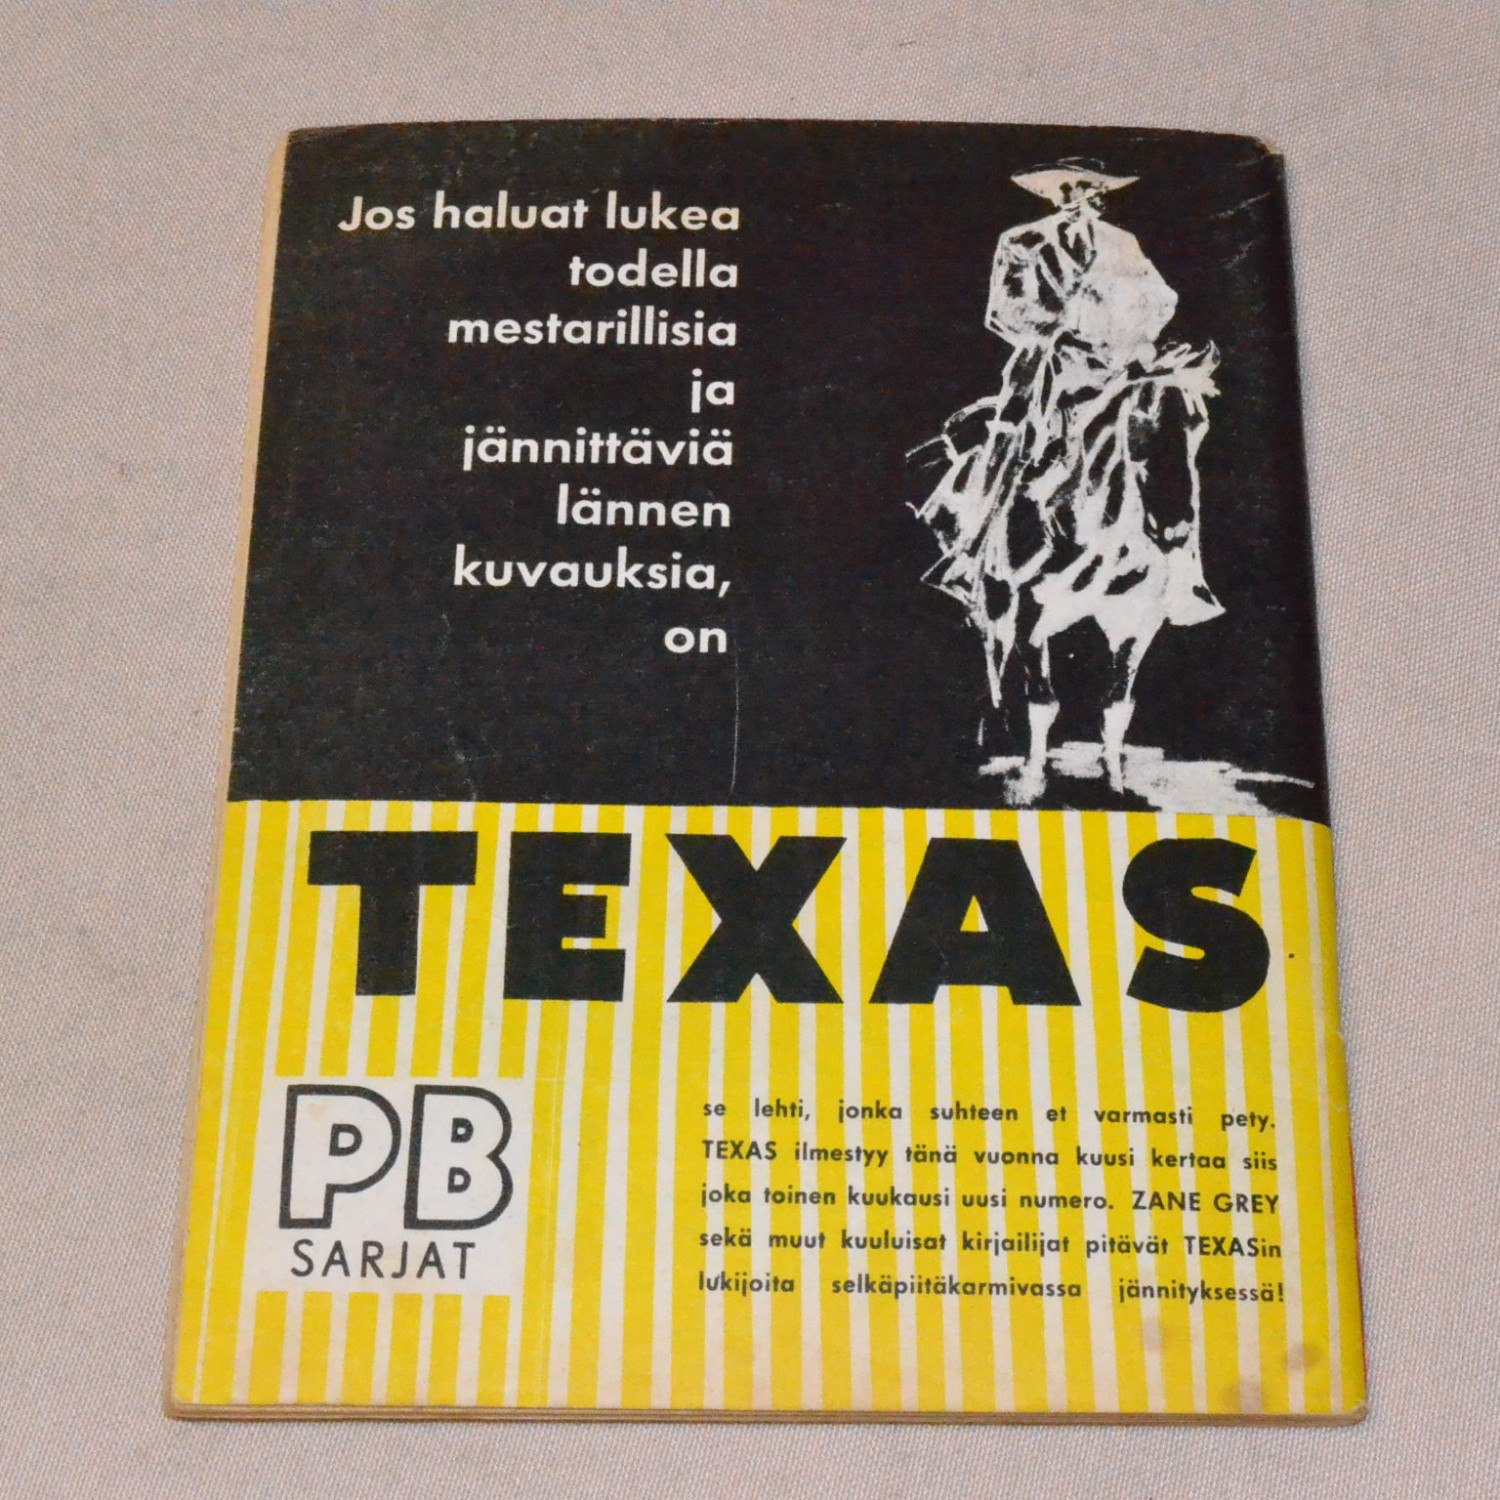 Jos haluat lukea
todella
mestarillisia
ja
jännittäviä
lännen
kuvauksia,
on
TEXAS
PB
SARJAT
se lehti, jonka suhteen et varmasti pety.
TEXAS ilmestyy tänä vuonna kuusi kertaa siis
joka toinen kuukausi uusi numero. ZANE GREY
sekä muut kuuluisat kirjailijat pitävät TEXASin
lukijoita selkäpiitäkarmivassa jännityksessä!